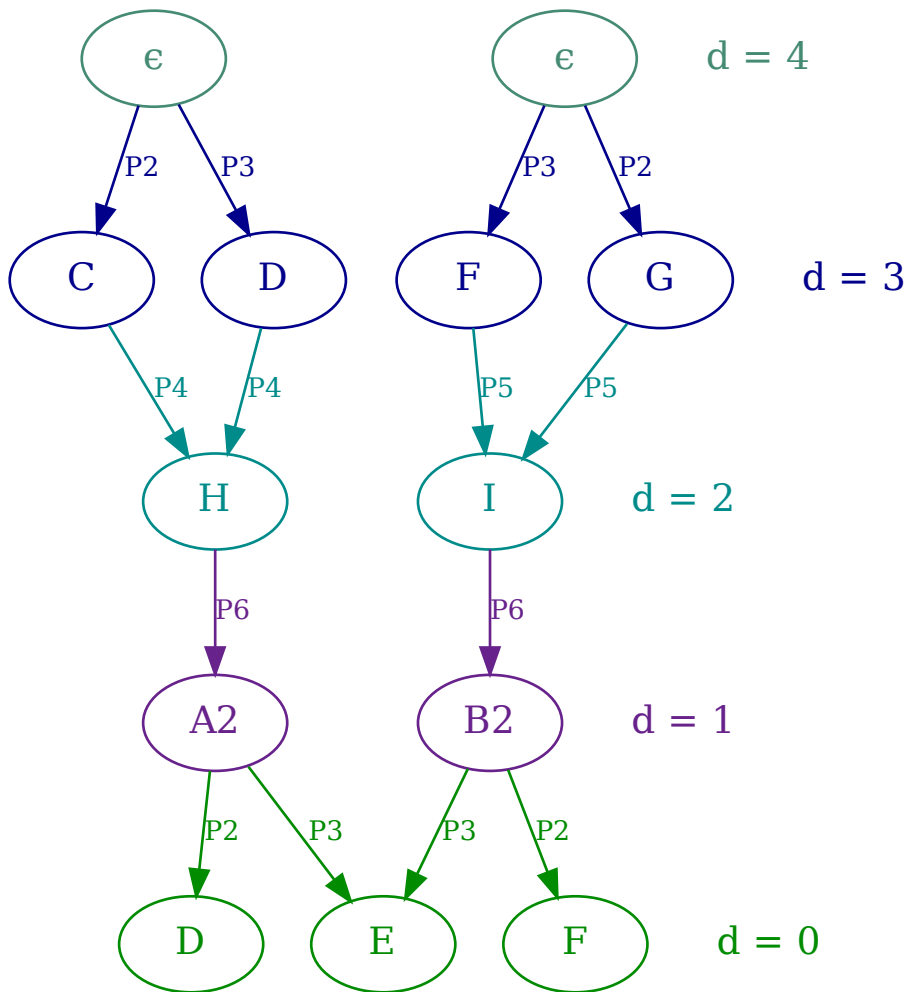 ϵ ϵ d = 4
P2 P3 P3 P2
C D F G d = 3
P4 P4 P5 P5
H I d = 2
P6 P6
A2 B2 d = 1
P2 P3 P3 P2
D E F d = 0